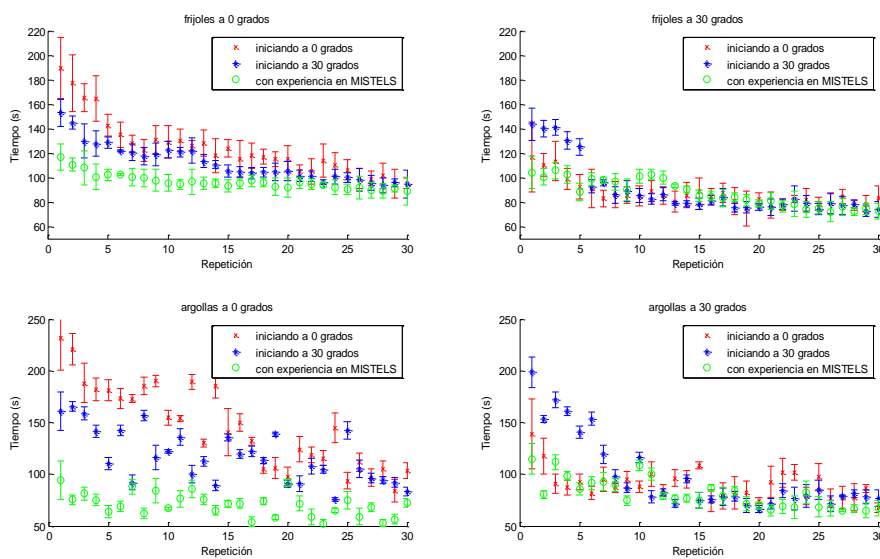 frijoles a 0 grados
220
200
180
160
140
120
100
80
60
Tiempo (s)
0 5 10 15 20 25 30
Repetición
iniciando a 0 grados
iniciando a 30 grados
con experiencia en MISTELS
frijoles a 30 grados
220
200
180
160
140
120
100
80
60
Tiempo (s)
0 5 10 15 20 25 30
Repetición
iniciando a 0 grados
iniciando a 30 grados
con experiencia en MISTELS
argollas a 0 grados
250
200
150
100
50
Tiempo (s)
0 5 10 15 20 25 30
Repetición
iniciando a 0 grados
iniciando a 30 grados
con experiencia en MISTELS
argollas a 30 grados
250
200
150
100
50
Tiempo (s)
0 5 10 15 20 25 30
Repetición
iniciando a 0 grados
iniciando a 30 grados
con experiencia en MISTELS